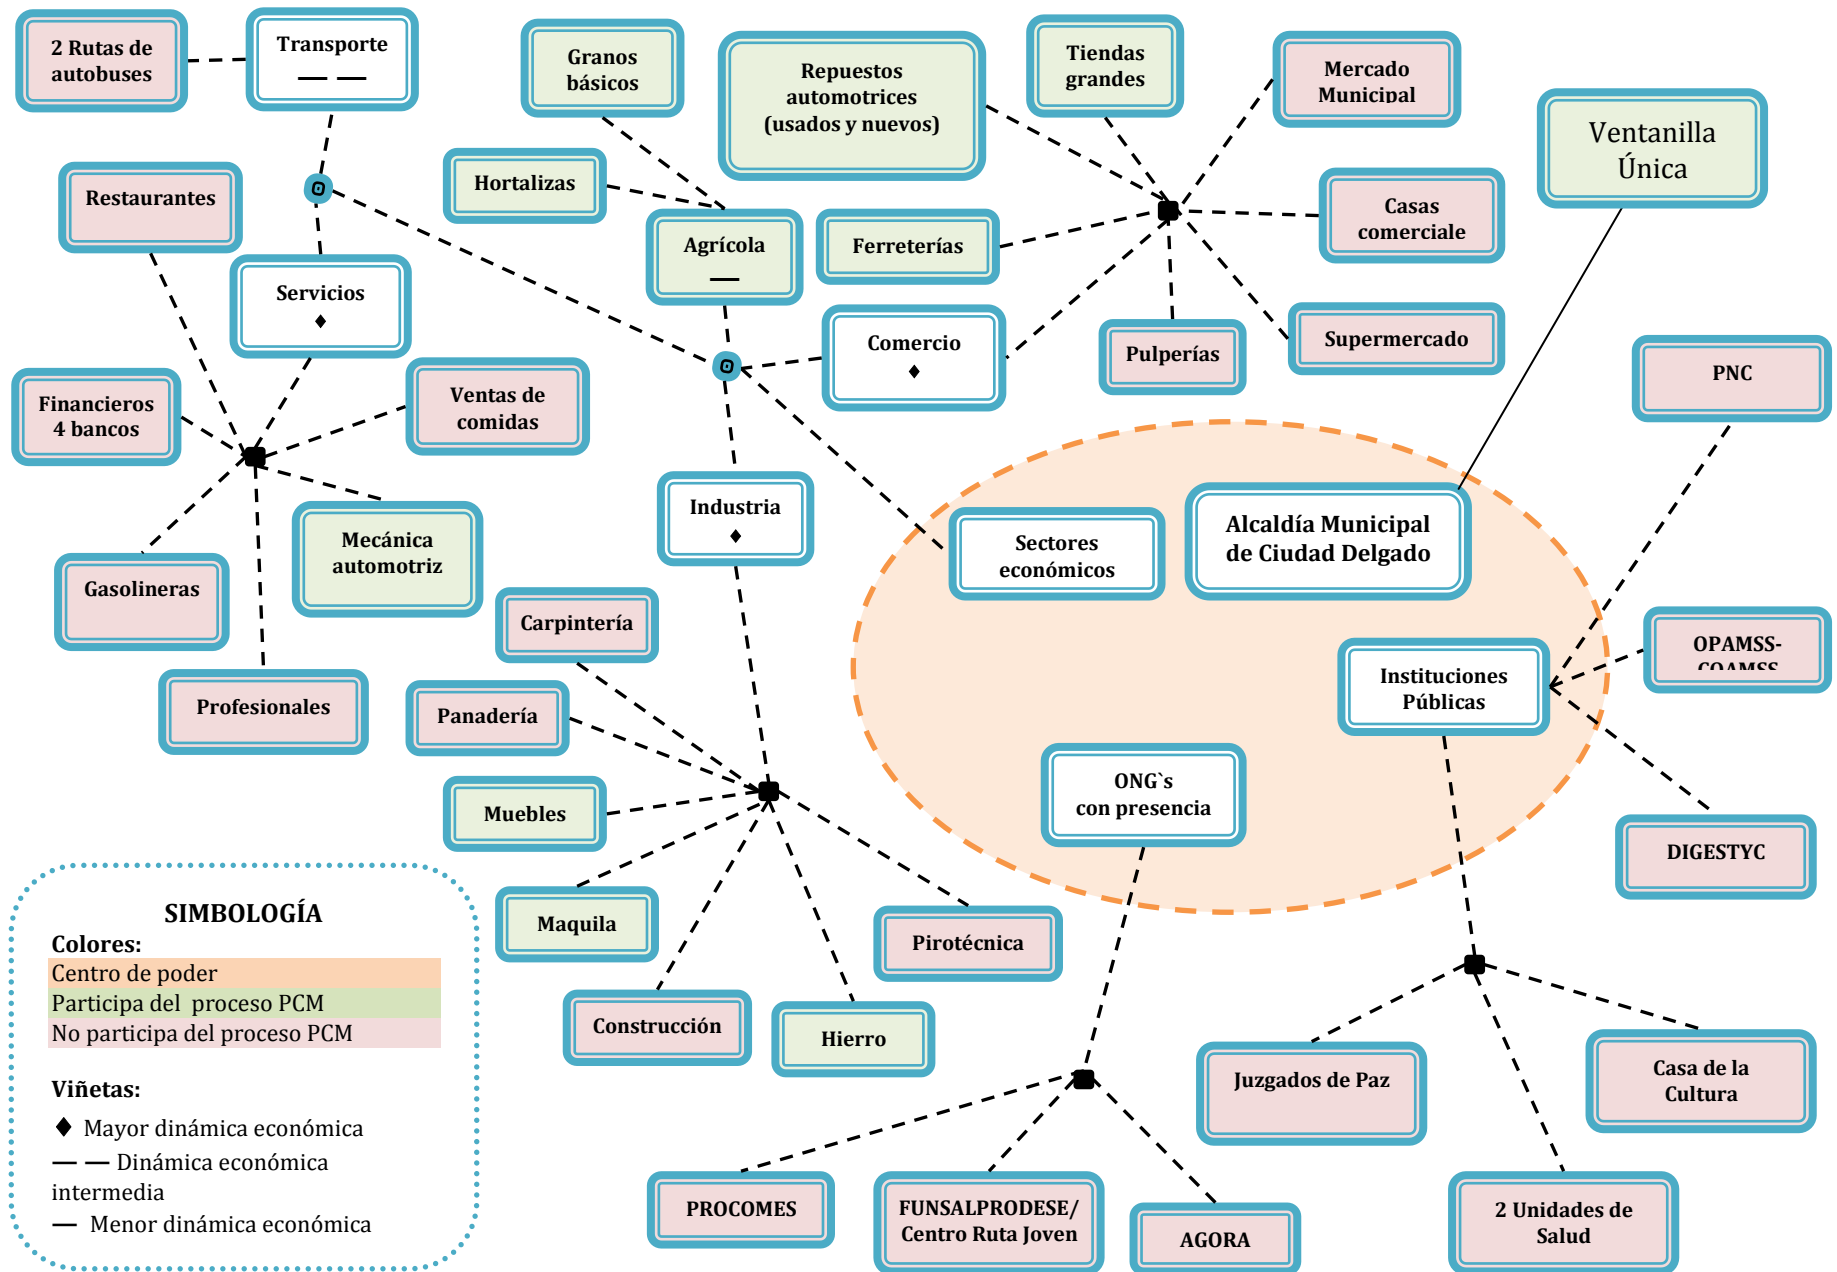 2 Rutas de
autobuses
Transporte
— —
Granos
básicos
Repuestos
automotrices
(usados y nuevos)
Tiendas
grandes
Mercado
Municipal
Ventanilla
Única
Restaurantes
Hortalizas
Agrícola
—
Ferreterías
Casas
comerciale
Servicios
♦
Comercio
♦
Pulperías
Supermercado
PNC
Financieros
4 bancos
Ventas de
comidas
Industria
♦
Sectores
económicos
Alcaldía Municipal
de Ciudad Delgado
Mecánica
automotriz
Gasolineras
Carpintería
OPAMSS-
COAMSS
Instituciones
Públicas
Profesionales
Panadería
Muebles
ONG`s
con presencia
DIGESTYC
Maquila
Pirotécnica
Construcción
Hierro
Juzgados de Paz
Casa de la
Cultura
PROCOMES
FUNSALPRODESE/
Centro Ruta Joven
AGORA
2 Unidades de
Salud
SIMBOLOGÍA
Colores:
Centro de poder
Participa del proceso PCM
No participa del proceso PCM
Viñetas:
♦ Mayor dinámica económica
— — Dinámica económica
intermedia
— Menor dinámica económica